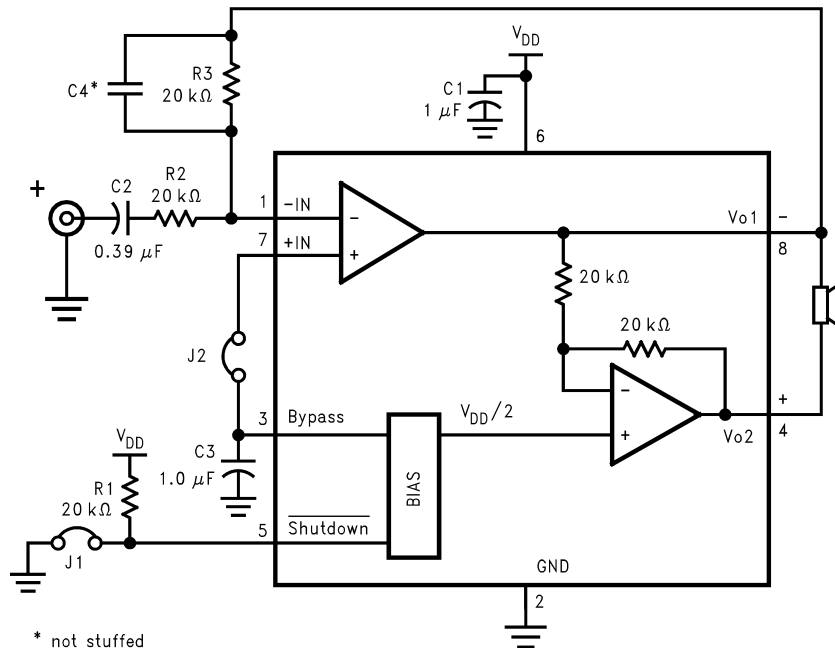 V_DD
R3
C4*
20 kΩ
C1
1 µF
6
+
C2
R2
20 kΩ
0.39 µF
1
-IN
7
+IN
−
+
Vo1
−
8
20 kΩ
20 kΩ
J2
−
+
V_DD/2
+
Vo2
4
3
Bypass
C3
1.0 µF
BIAS
V_DD
R1
20 kΩ
5
Shutdown
J1
GND
2
* not stuffed